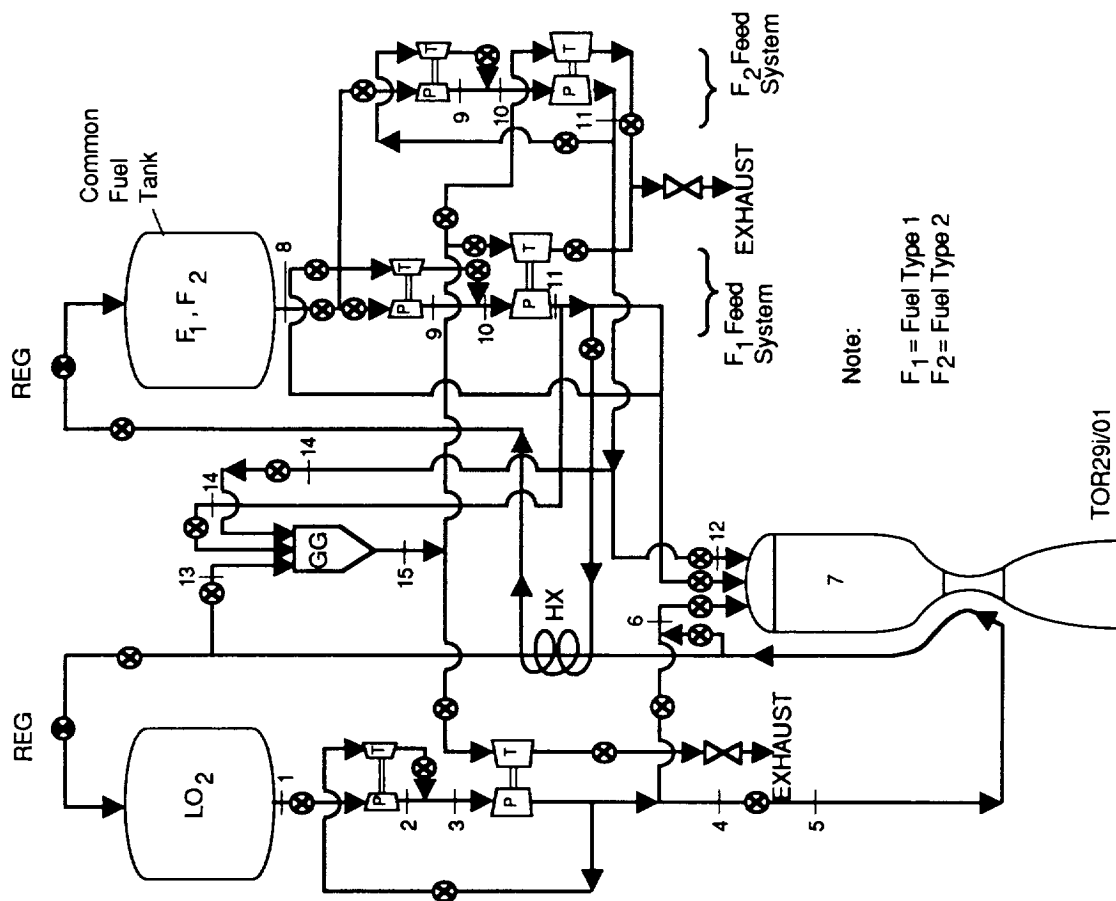 REG
REG
Common
Fuel
Tank
LO2
F1, F2
1
8
13
14
14
GG
15
HX
P
T
2
3
P
T
P
T
9
10
P
T
11
P
T
9
10
P
T
11
EXHAUST
EXHAUST
F1 Feed
System
F2 Feed
System
4
5
6
7
12
Note:
F1 = Fuel Type 1
F2 = Fuel Type 2
TOR29i/01